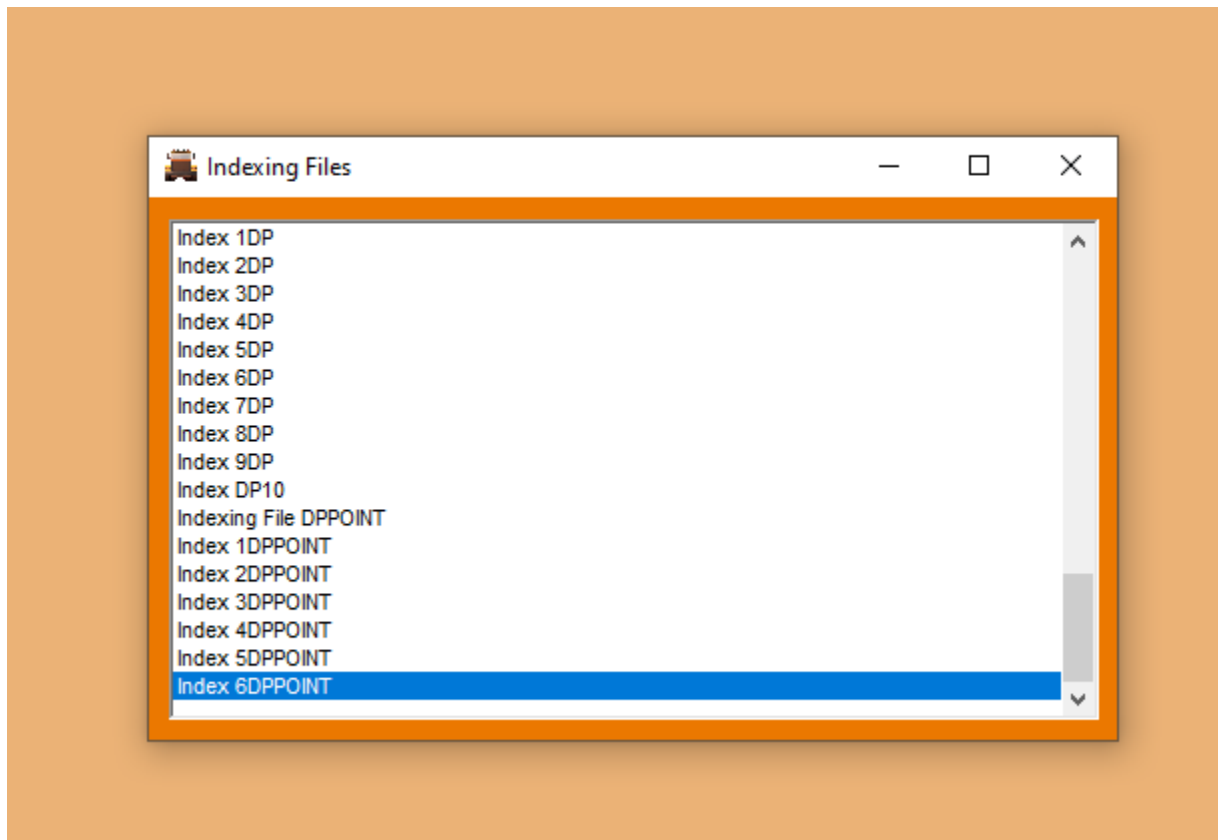 Indexing Files
Index 1DP
Index 2DP
Index 3DP
Index 4DP
Index 5DP
Index 6DP
Index 7DP
Index 8DP
Index 9DP
Index DP10
Indexing File DPPOINT
Index 1DPPOINT
Index 2DPPOINT
Index 3DPPOINT
Index 4DPPOINT
Index 5DPPOINT
Index 6DPPOINT